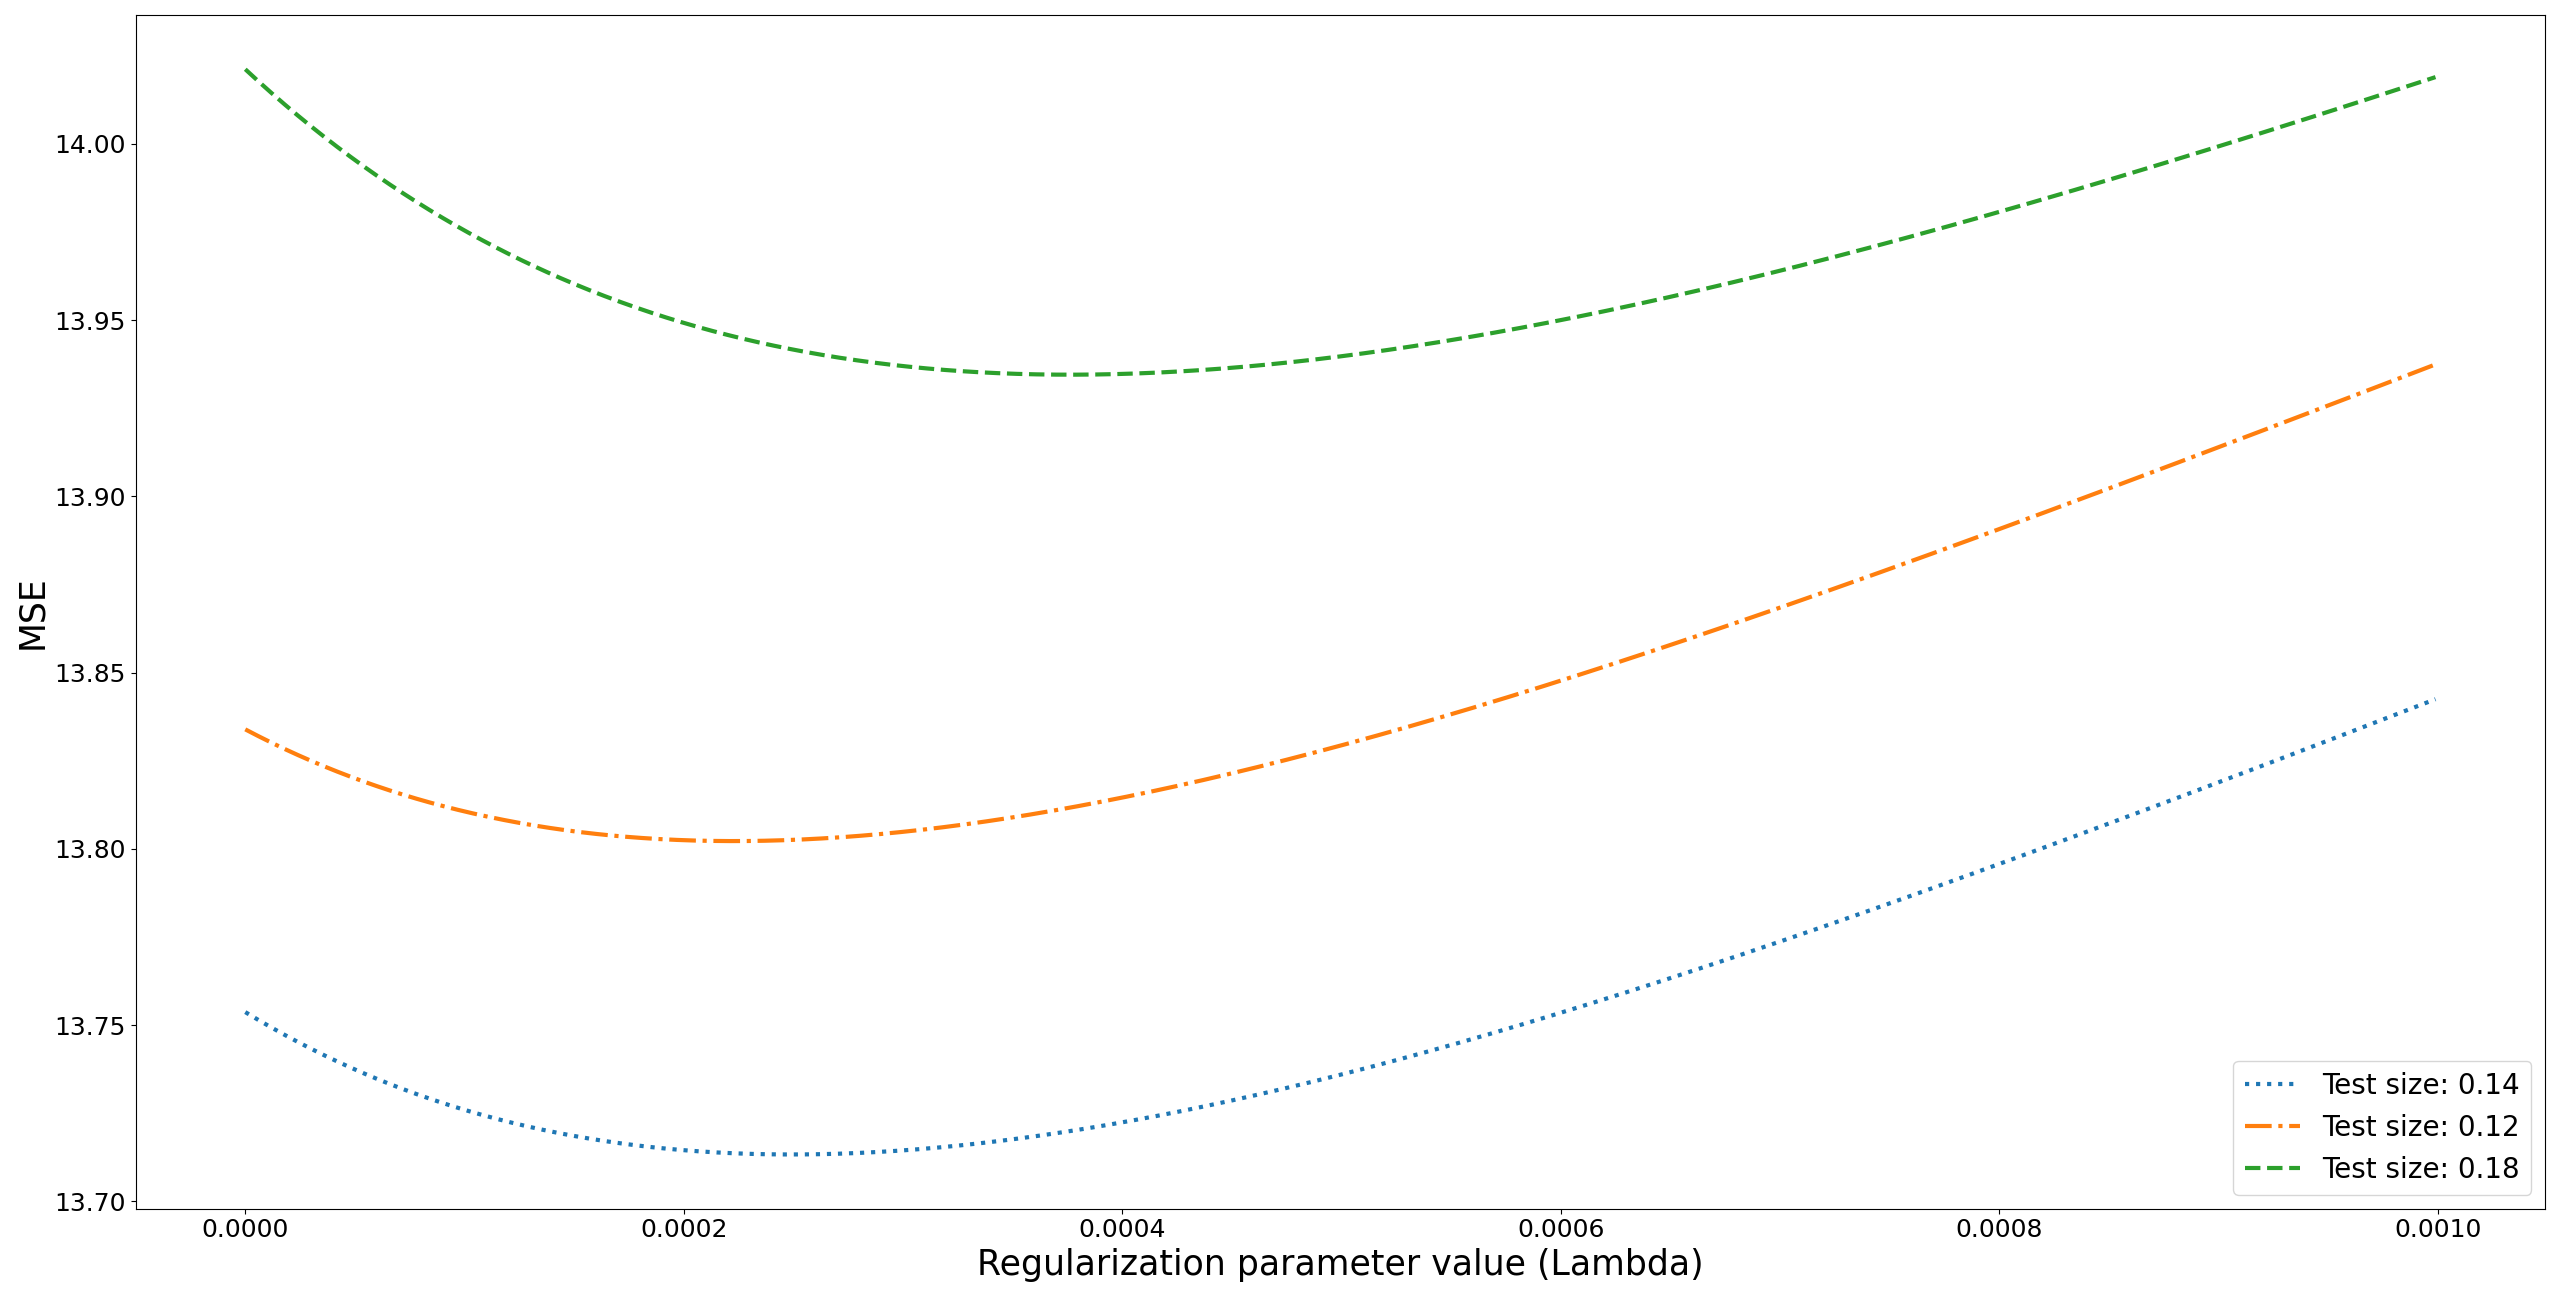 14.00
13.95
13.90
13.85
13.80
13.75
13.70
MSE
0.0000 0.0002 0.0004 0.0006 0.0008 0.0010
Regularization parameter value (Lambda)
Test size: 0.14
Test size: 0.12
Test size: 0.18